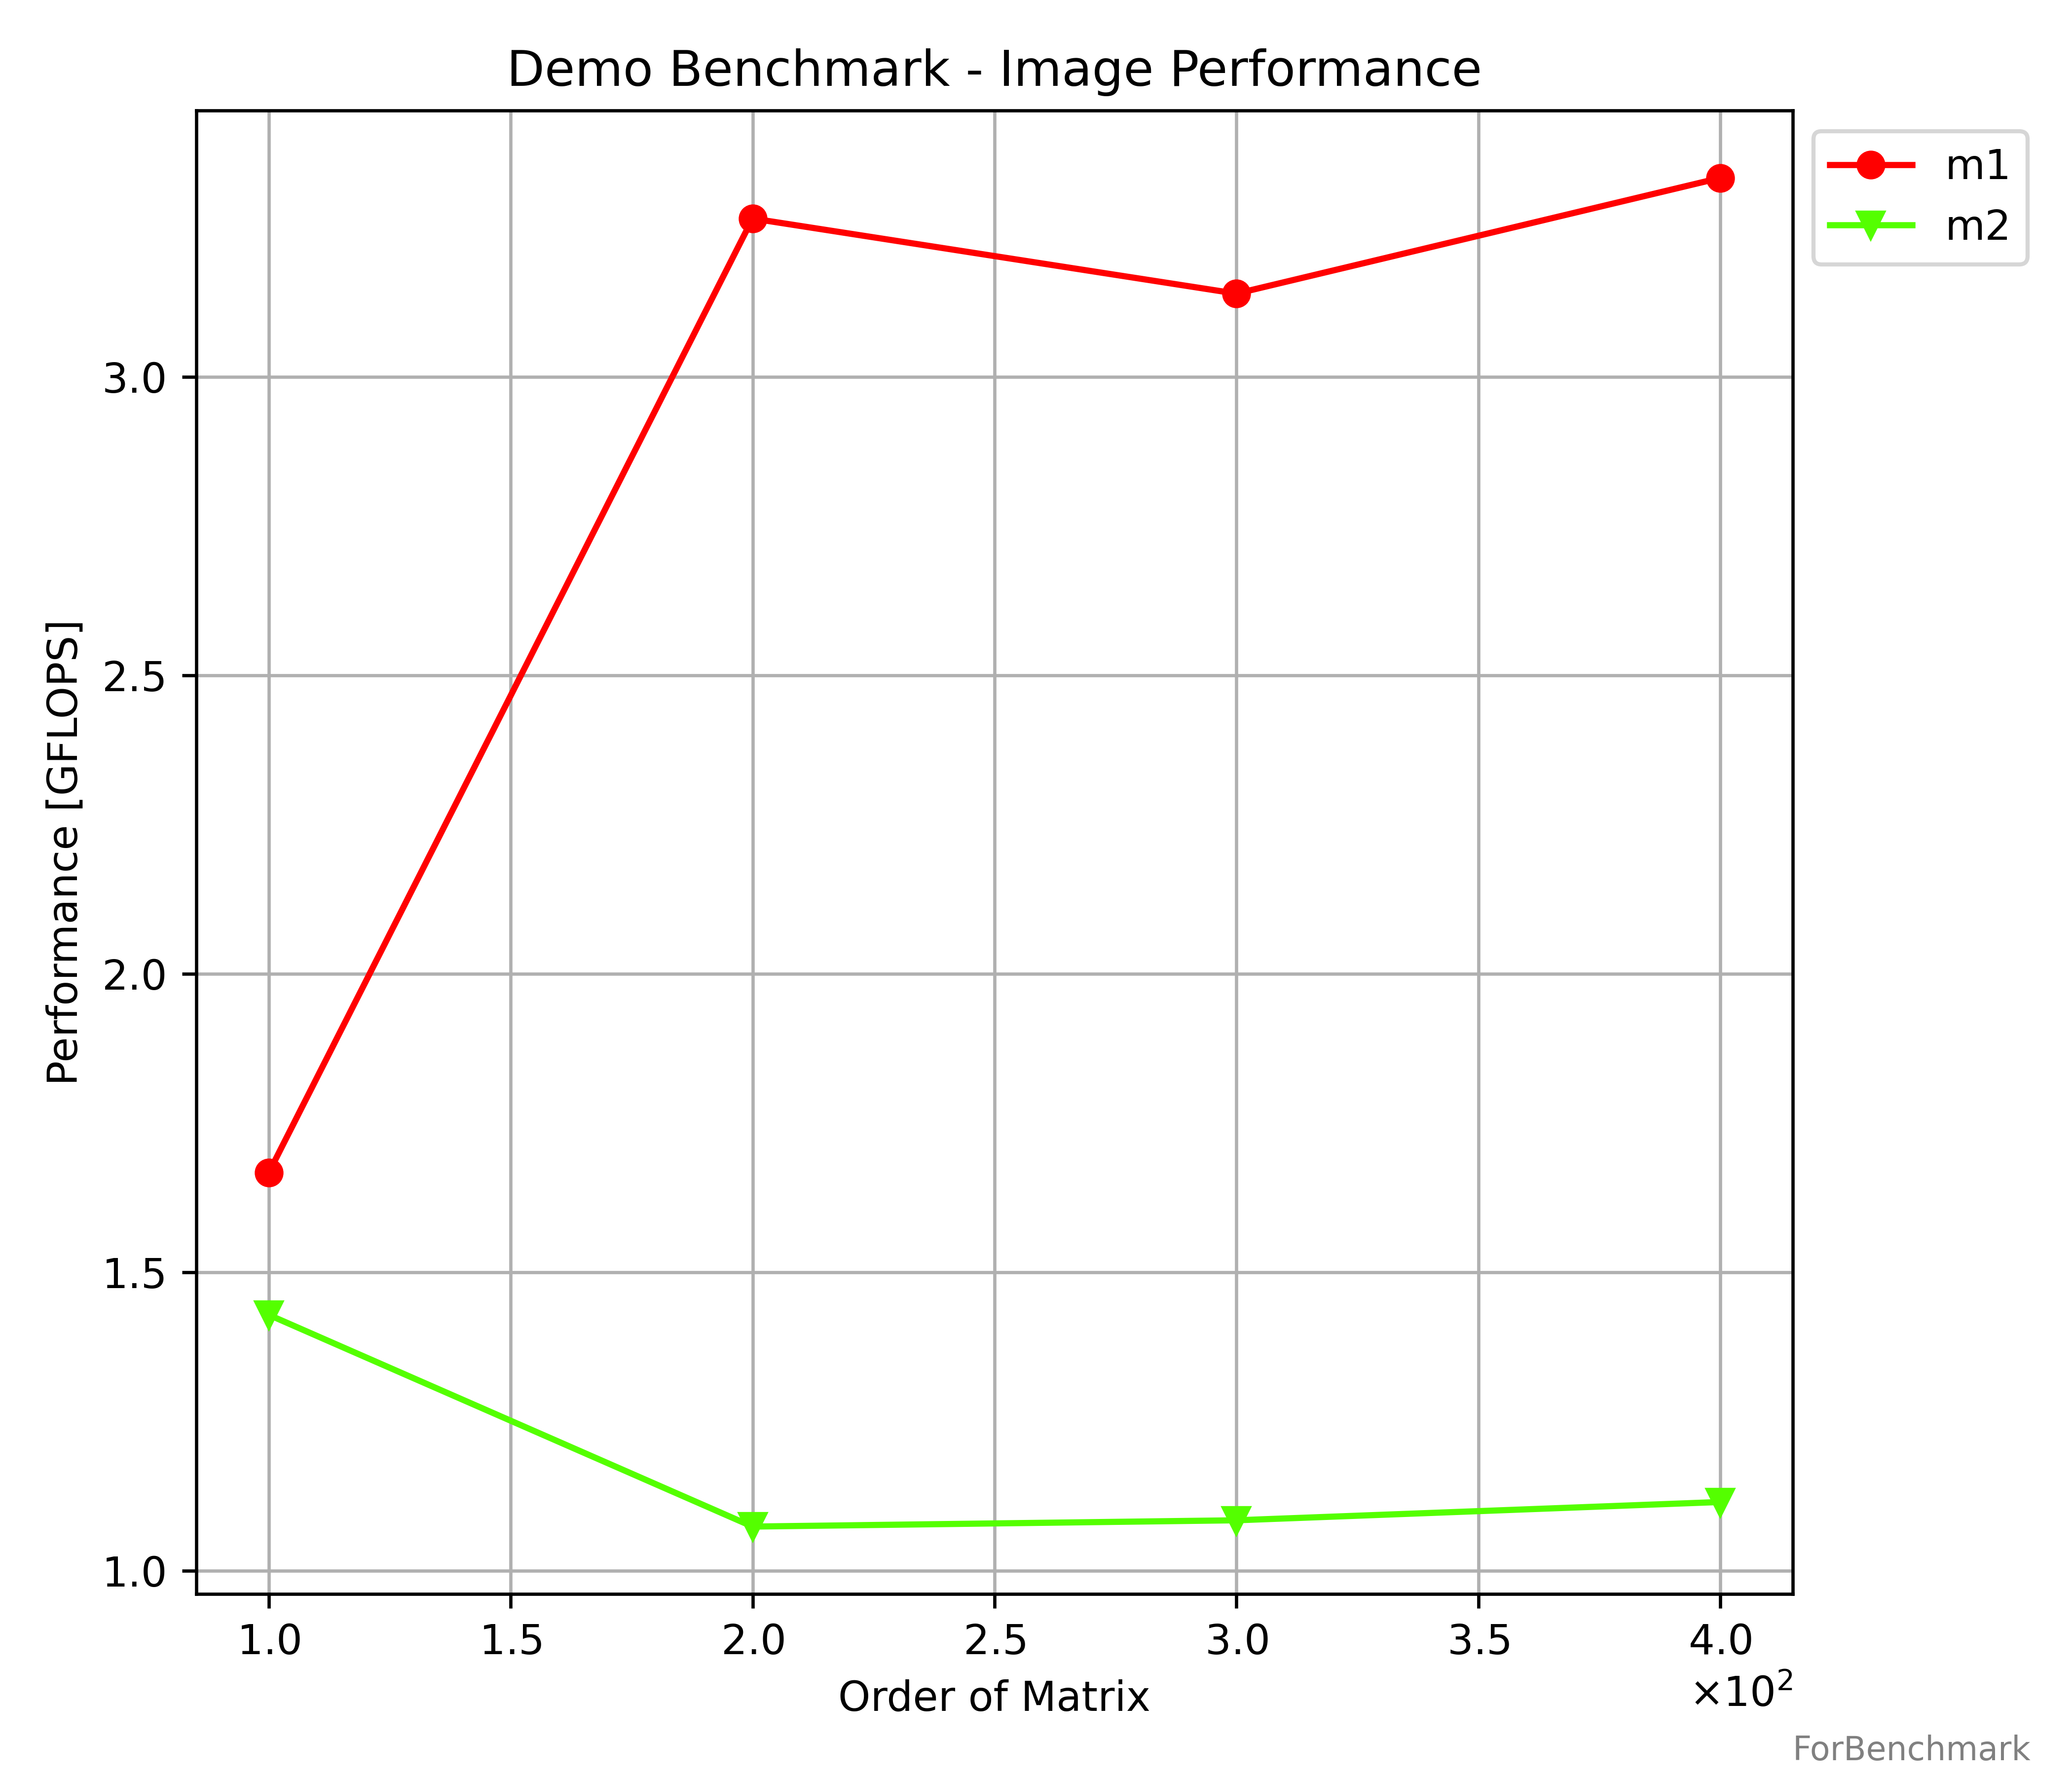 Demo Benchmark - Image Performance
m1
m2
Performance [GFLOPS]
3.0
2.5
2.0
1.5
1.0
1.0 1.5 2.0 2.5 3.0 3.5 4.0
×10²
Order of Matrix
ForBenchmark